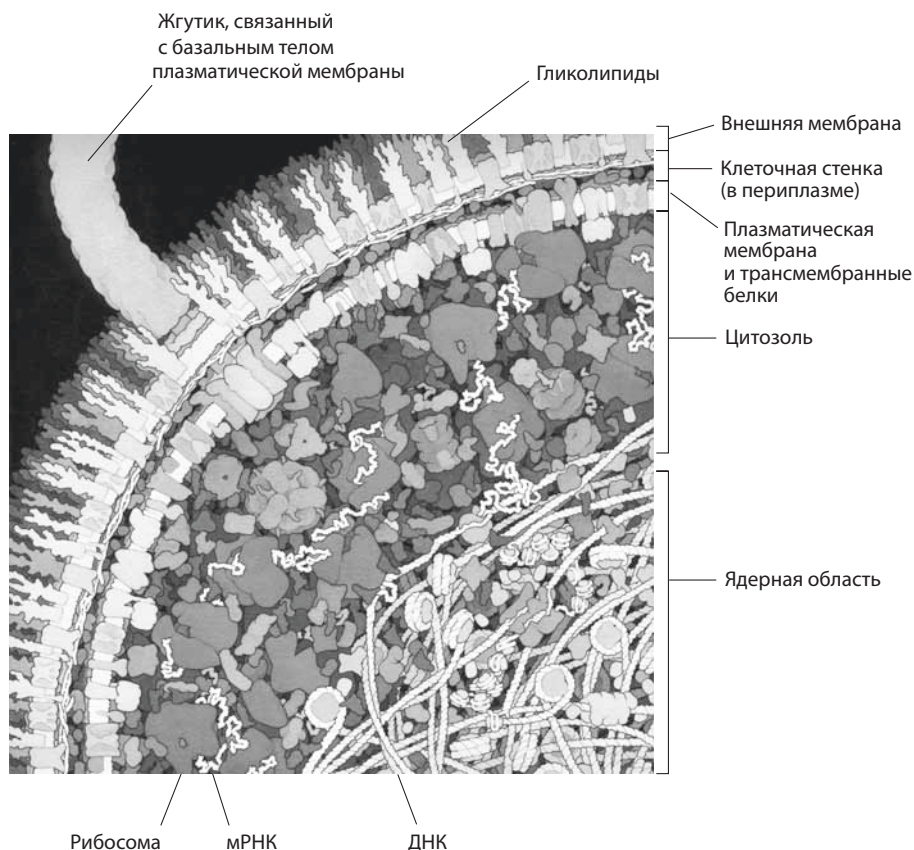 Жгутик, связанный
с базальным телом
плазматической мембраны
Гликолипиды
Внешняя мембрана
Клеточная стенка
(в периплазме)
Плазматическая
мембрана
и трансмембранные
белки
Цитозоль
Ядерная область
Рибосома
мРНК
ДНК